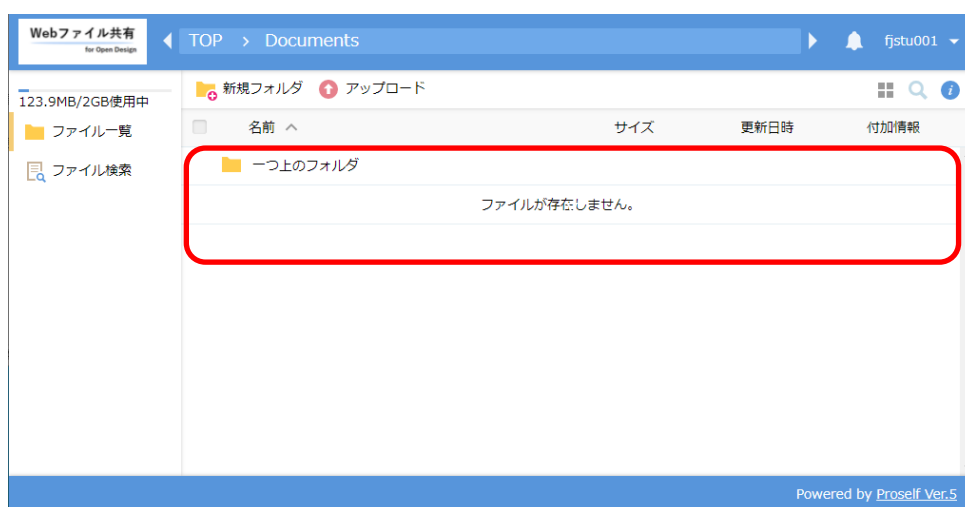 Webファイル共有
for Open Design
TOP > Documents
fjstu001
123.9MB/2GB使用中
新規フォルダ アップロード
ファイル一覧
名前 サイズ 更新日時 付加情報
ファイル検索
一つ上のフォルダ
ファイルが存在しません。
Powered by Proself Ver.5